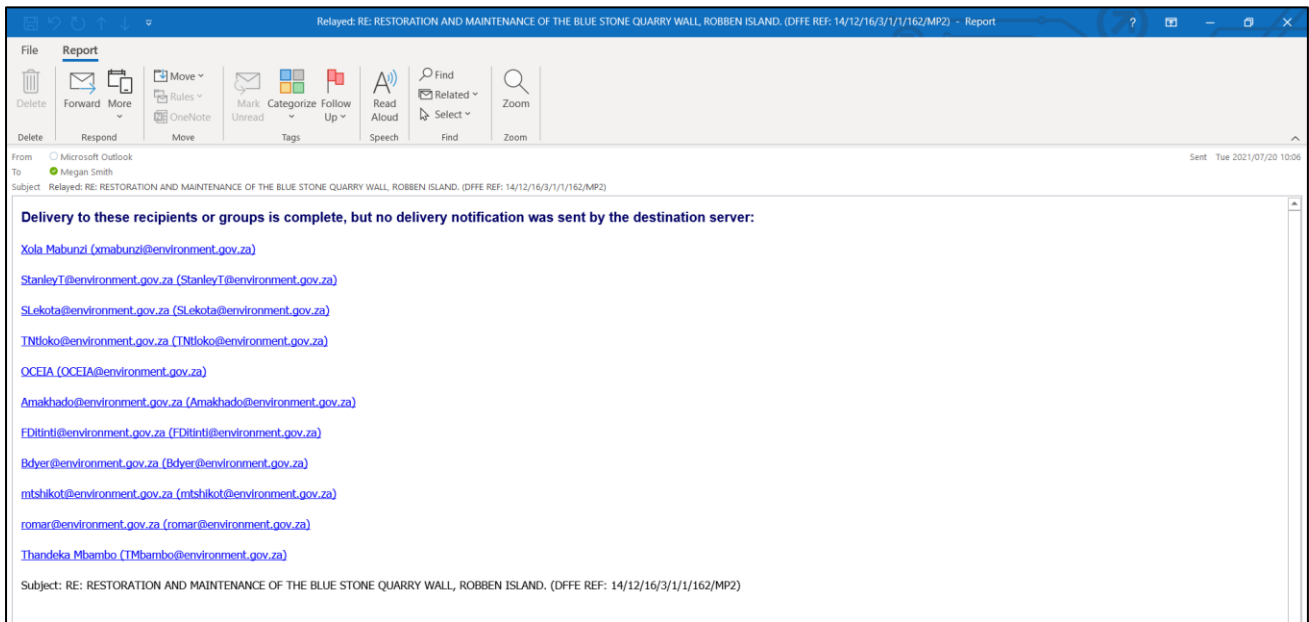 Relayed: RE: RESTORATION AND MAINTENANCE OF THE BLUE STONE QUARRY WALL, ROBBEN ISLAND. (DFFE REF: 14/12/16/3/1/1/162/MP2) - Report
File Report
Delete
Forward
More
Move
Rules
OneNote
Mark Unread
Categorize
Follow Up
Read Aloud
Find
Related
Select
Zoom
Delete Respond Move Tags Speech Find Zoom
From Microsoft Outlook Sent Tue 2021/07/20 10:06
To Megan Smith
Subject Relayed: RE: RESTORATION AND MAINTENANCE OF THE BLUE STONE QUARRY WALL, ROBBEN ISLAND. (DFFE REF: 14/12/16/3/1/1/162/MP2)
Delivery to these recipients or groups is complete, but no delivery notification was sent by the destination server:
Xola Mabunzi (xmabunzi@environment.gov.za)
StanleyT@environment.gov.za (StanleyT@environment.gov.za)
SLekota@environment.gov.za (SLekota@environment.gov.za)
TNtloko@environment.gov.za (TNtloko@environment.gov.za)
OCEIA (OCEIA@environment.gov.za)
Amakhado@environment.gov.za (Amakhado@environment.gov.za)
FDitinti@environment.gov.za (FDitinti@environment.gov.za)
Bdyer@environment.gov.za (Bdyer@environment.gov.za)
mtshikot@environment.gov.za (mtshikot@environment.gov.za)
romar@environment.gov.za (romar@environment.gov.za)
Thandeka Mbambo (TMbambo@environment.gov.za)
Subject: RE: RESTORATION AND MAINTENANCE OF THE BLUE STONE QUARRY WALL, ROBBEN ISLAND. (DFFE REF: 14/12/16/3/1/1/162/MP2)